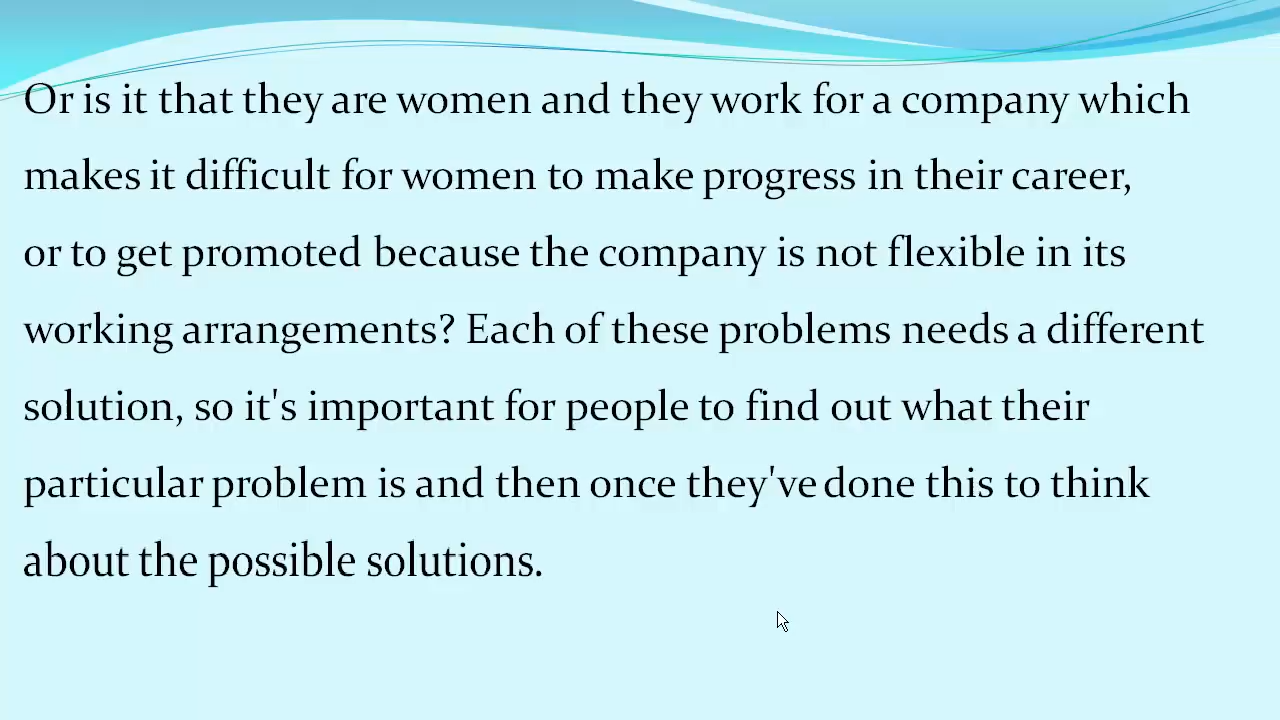 Or is it that they are women and they work for a company which
makes it difficult for women to make progress in their career,
or to get promoted because the company is not flexible in its
working arrangements? Each of these problems needs a different
solution, so it's important for people to find out what their
particular problem is and then once they've done this to think
about the possible solutions.